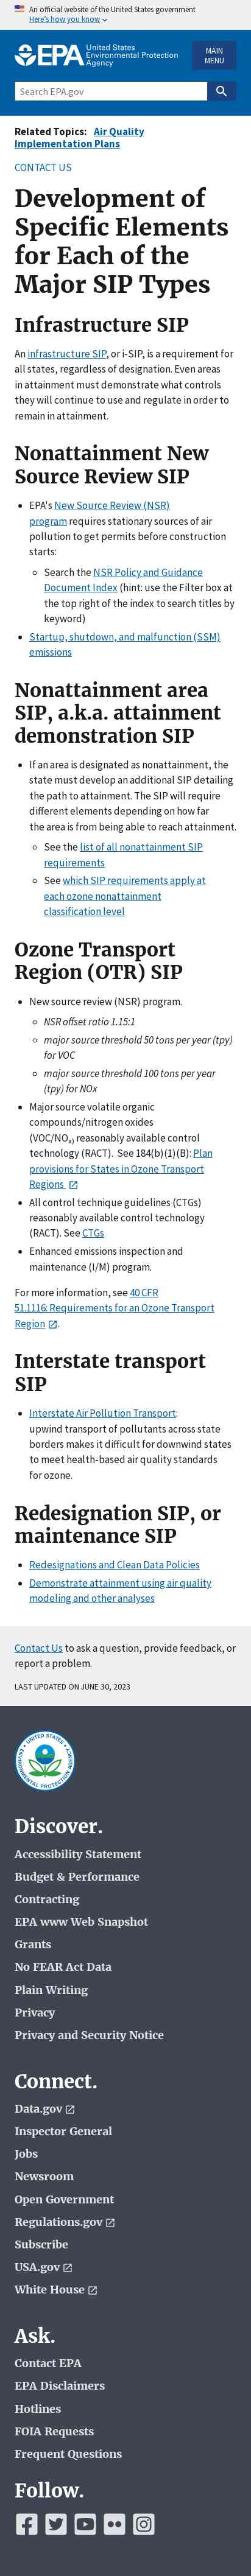 An official website of the United States government
Here's how you know
EPA United States
Environmental Protection
Agency
MAIN
MENU
Search EPA.gov
Related Topics: Air Quality
Implementation Plans
CONTACT US
Development of
Specific Elements
for Each of the
Major SIP Types
Infrastructure SIP
An infrastructure SIP, or i-SIP, is a requirement for
all states, regardless of designation. Even areas
in attainment must demonstrate what controls they
will implement to reduce pollution in order to
remain in attainment.
Nonattainment New
Source Review SIP
EPA's New Source Review (NSR)
program requires stationary sources of air pollution
to get permits before construction
starts:
Search the NSR Policy and Guidance
Document Index (hint: use the Filter box at
the top right of the index to search titles by
keyword)
Startup, shutdown, and malfunction (SSM)
emissions
Nonattainment area
SIP, a.k.a. attainment
demonstration SIP
If an area is designated as nonattainment, the
state must develop an additional SIP detailing
the path to attainment. The SIP will require
different elements depending on how far
the area is from being able to reach attainment.
See the list of all nonattainment SIP
requirements
See which SIP requirements apply at
each ozone nonattainment
classification level
Ozone Transport
Region (OTR) SIP
New source review (NSR) program.
NSR offset ratio 1.15:1
major source threshold 50 tons per year (tpy)
for VOC
major source threshold 100 tons per year
(tpy) for NOx
Major source volatile organic
compounds/nitrogen oxides
(VOC/NOₓ) reasonably available control
technology (RACT). See 184(b)(1)(B): Plan
provisions for States in Ozone Transport
Regions
All control technique guidelines (CTGs)
reasonably available control technology
(RACT). See CTGs
Enhanced emissions inspection and
maintenance (I/M) program.
For more information, see 40 CFR
51.1116: Requirements for an Ozone Transport
Region.
Interstate transport
SIP
Interstate Air Pollution Transport:
upwind transport of pollutants across state
borders makes it difficult for downwind states
to meet health-based air quality standards
for ozone.
Redesignation SIP, or
maintenance SIP
Redesignations and Clean Data Policies
Demonstrate attainment using air quality
modeling and other analyses
Contact Us to ask a question, provide feedback, or
report a problem.
LAST UPDATED ON JUNE 30, 2023
UNITED STATES
ENVIRONMENTAL PROTECTION AGENCY
Discover.
Accessibility Statement
Budget & Performance
Contracting
EPA www Web Snapshot
Grants
No FEAR Act Data
Plain Writing
Privacy
Privacy and Security Notice
Connect.
Data.gov
Inspector General
Jobs
Newsroom
Open Government
Regulations.gov
Subscribe
USA.gov
White House
Ask.
Contact EPA
EPA Disclaimers
Hotlines
FOIA Requests
Frequent Questions
Follow.